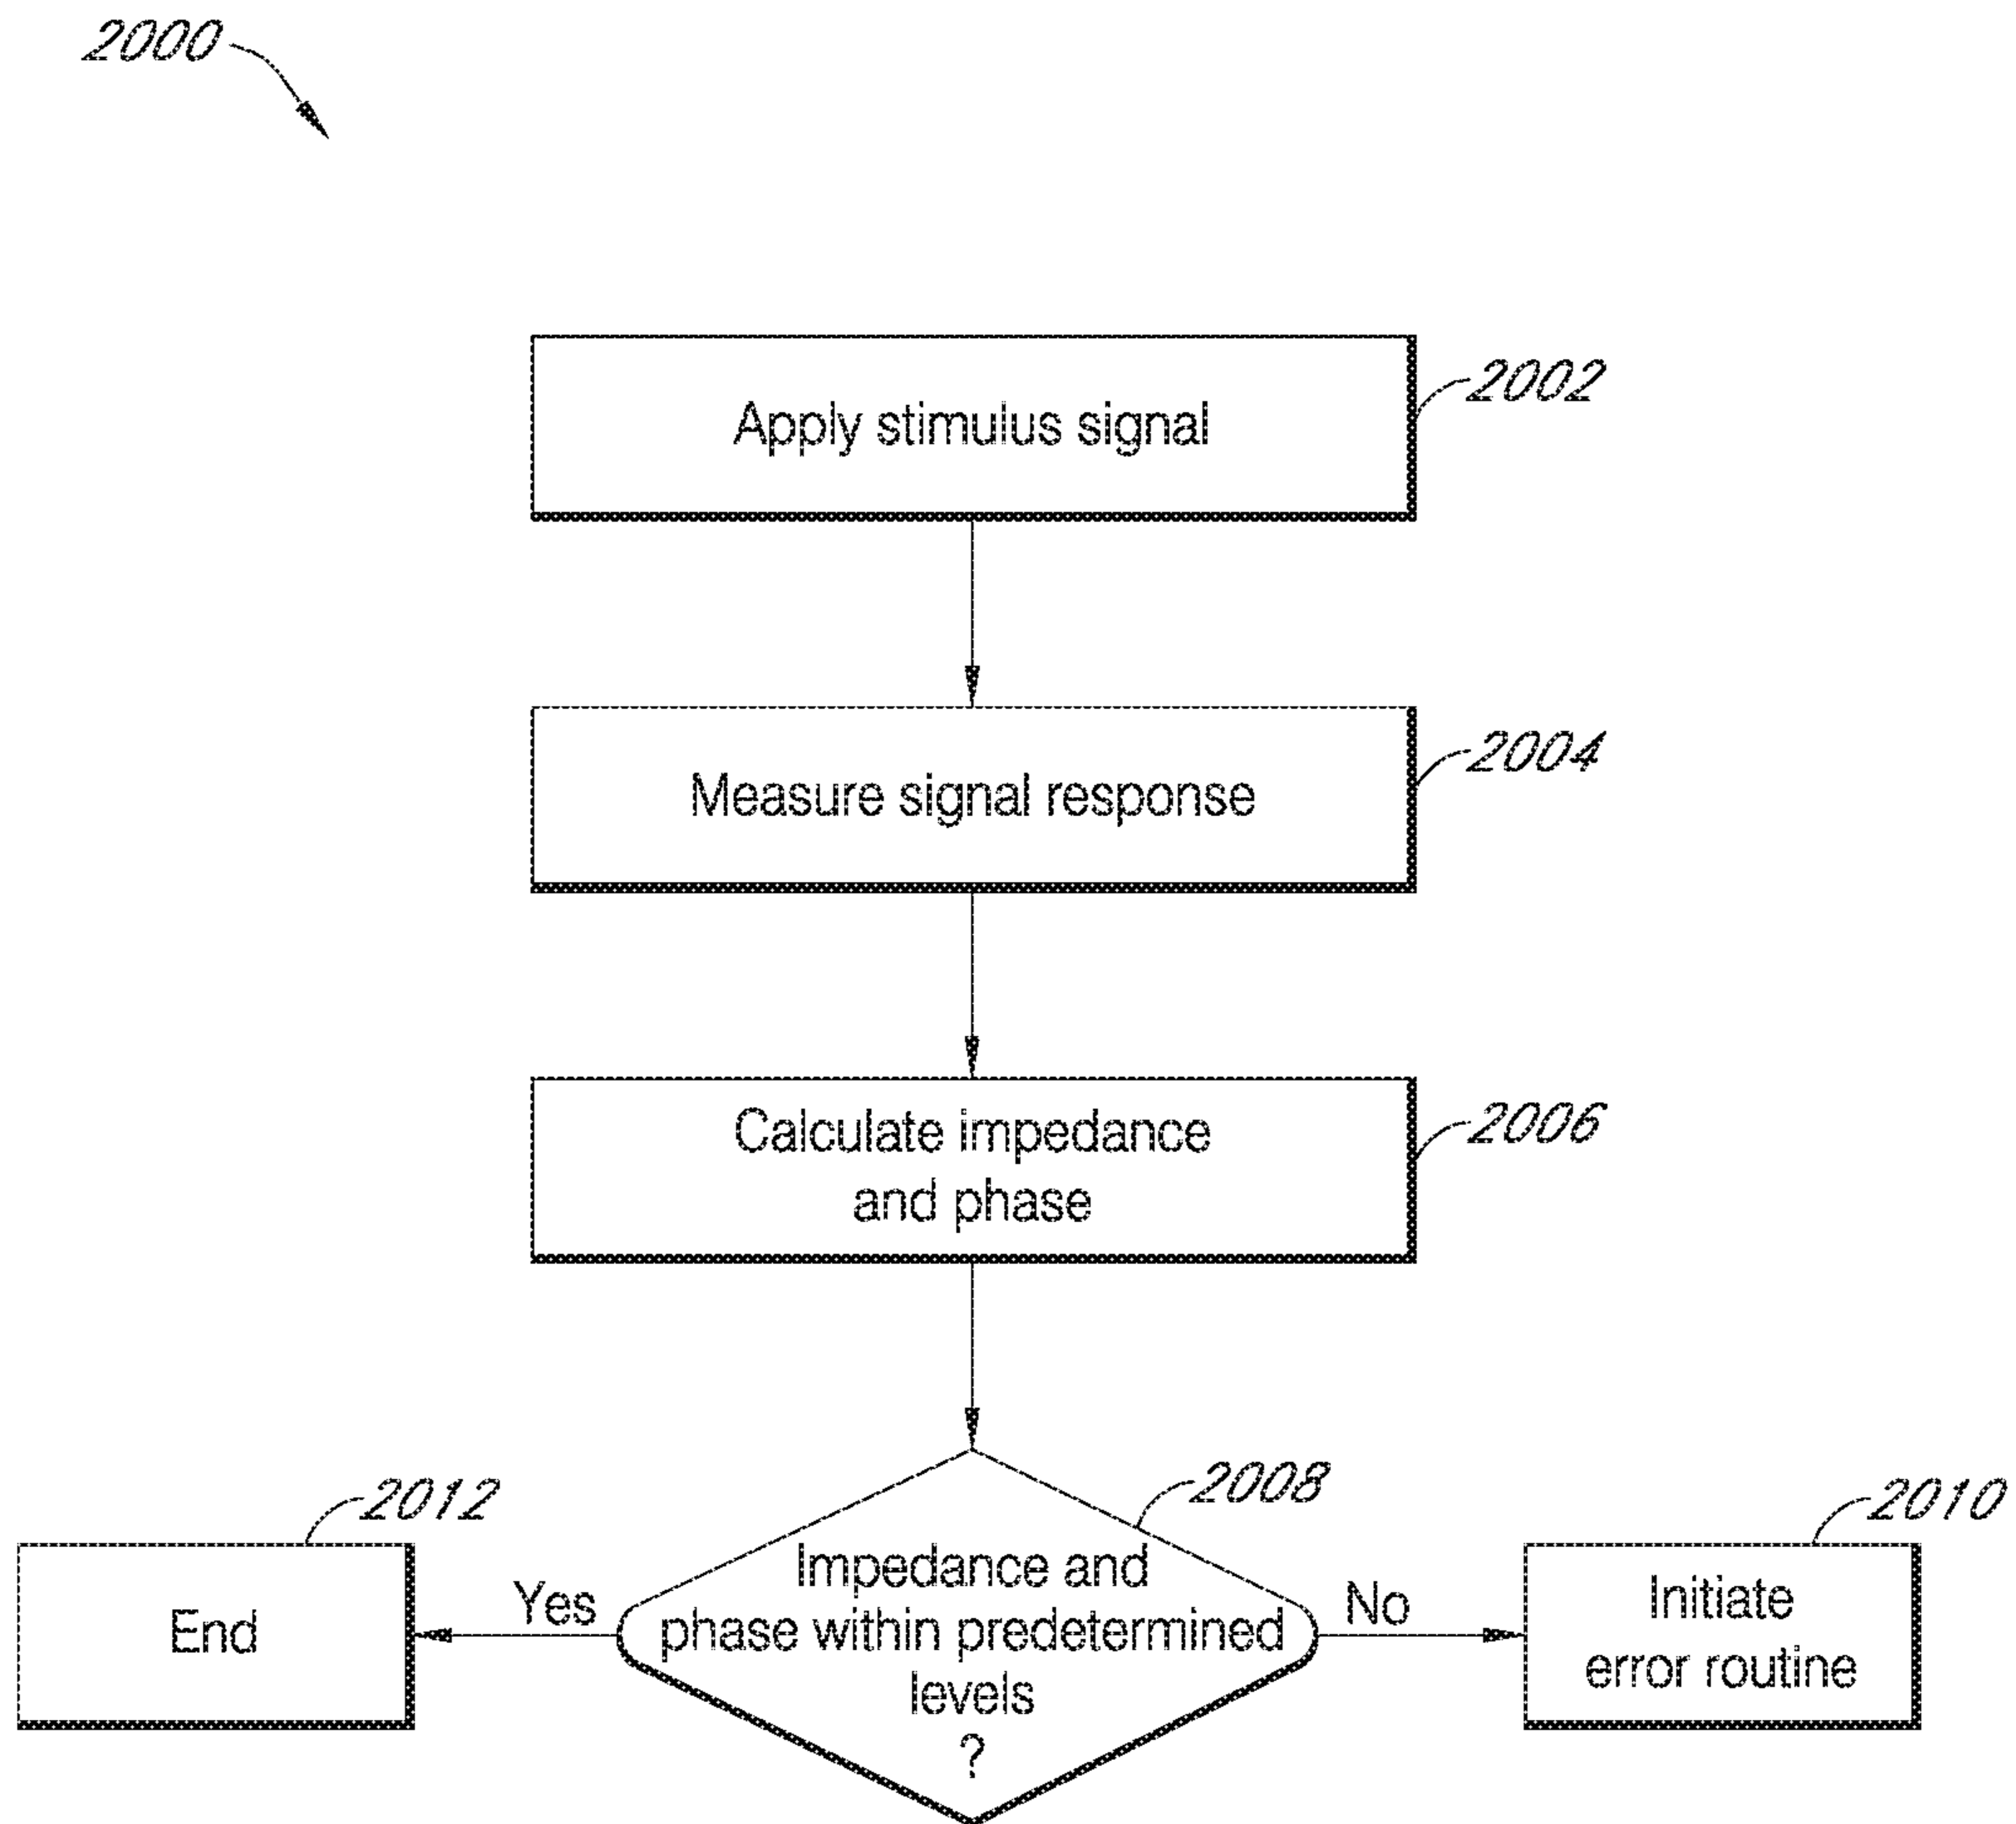 2000
Apply stimulus signal
2002
Measure signal response
2004
Calculate impedance
and phase
2006
2008
Impedance and
phase within predetermined
levels
?
Yes
2012
End
No
2010
Initiate
error routine